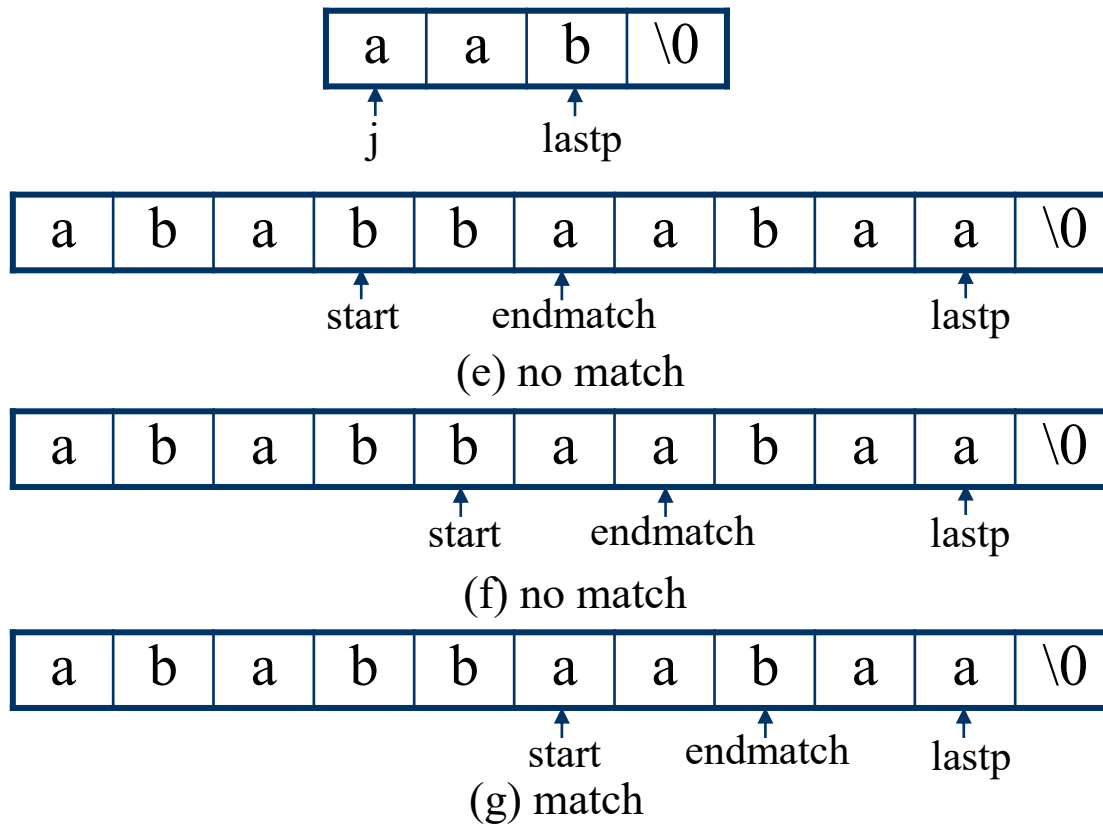 a a b \0
j lastp
a b a b b a a b a a \0
start endmatch lastp
(e) no match
a b a b b a a b a a \0
start endmatch lastp
(f) no match
a b a b b a a b a a \0
start endmatch lastp
(g) match